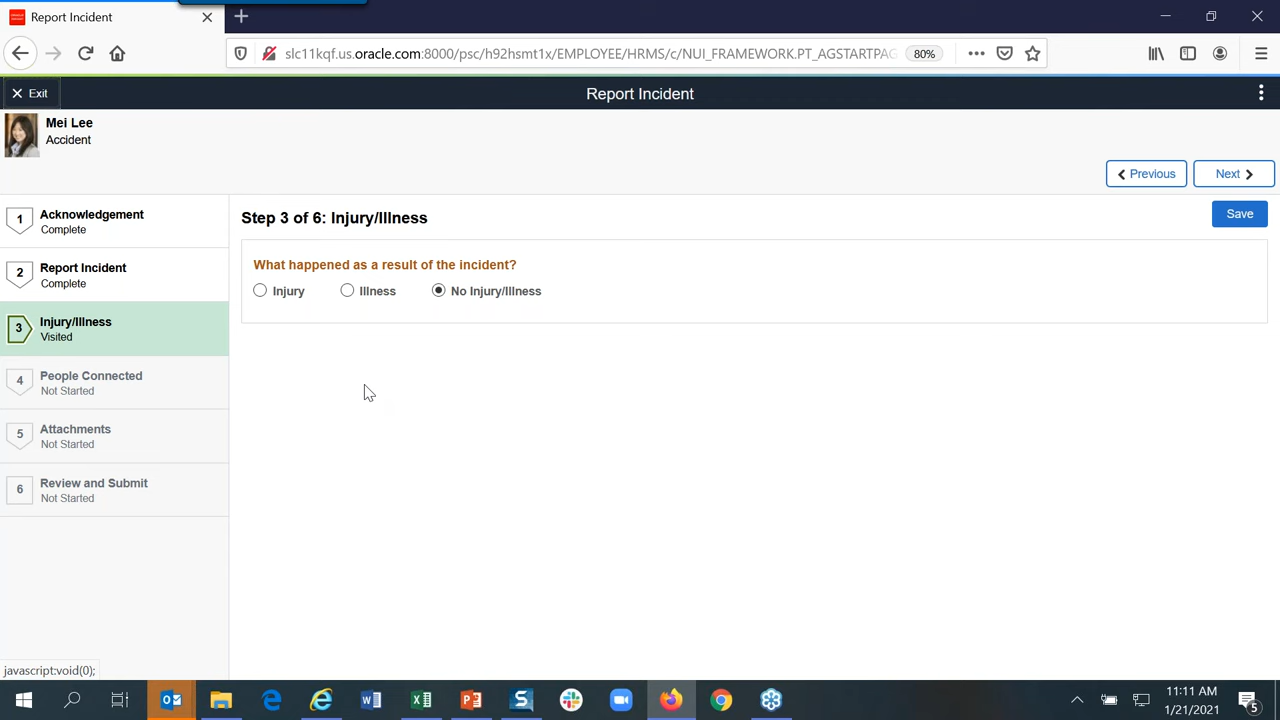 Report Incident
slc11kqf.us.oracle.com:8000/psc/h92hsmt1x/EMPLOYEE/HRMS/c/NUI_FRAMEWORK.PT_AGSTARTPAG
80%
Exit
Report Incident
Mei Lee
Accident
Previous
Next
1
Acknowledgement
Complete
2
Report Incident
Complete
3
Injury/Illness
Visited
4
People Connected
Not Started
5
Attachments
Not Started
6
Review and Submit
Not Started
Step 3 of 6: Injury/Illness
Save
What happened as a result of the incident?
Injury Illness No Injury/Illness
javascript:void(0);
11:11 AM
1/21/2021
5